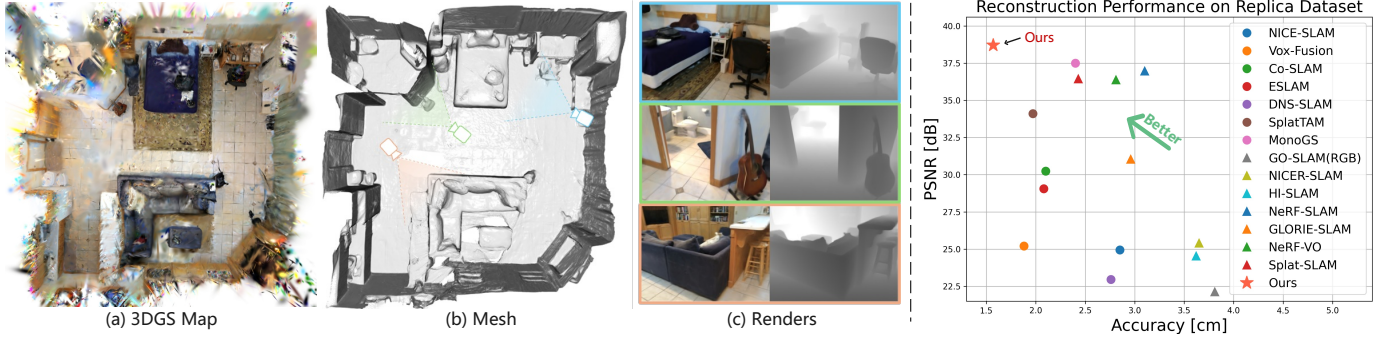 (a) 3DGS Map
(b) Mesh
(c) Renders
Reconstruction Performance on Replica Dataset
PSNR [dB]
40.0
37.5
35.0
32.5
30.0
27.5
25.0
22.5
Ours
Better
NICE-SLAM
Vox-Fusion
Co-SLAM
ESLAM
DNS-SLAM
SplatTAM
MonoGS
GO-SLAM(RGB)
NICER-SLAM
HI-SLAM
NeRF-SLAM
GLORIE-SLAM
NeRF-VO
Splat-SLAM
Ours
1.5 2.0 2.5 3.0 3.5 4.0 4.5 5.0
Accuracy [cm]